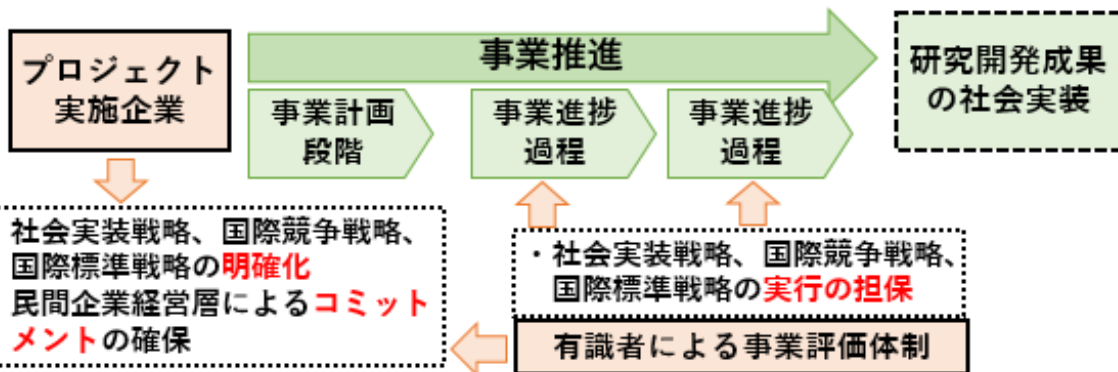 プロジェクト
実施企業
事業推進
事業計画
段階
事業進捗
過程
事業進捗
過程
研究開発成果
の社会実装
社会実装戦略、国際競争戦略、
国際標準戦略の明確化
民間企業経営層によるコミット
メントの確保
・社会実装戦略、国際競争戦略、
国際標準戦略の実行の担保
有識者による事業評価体制